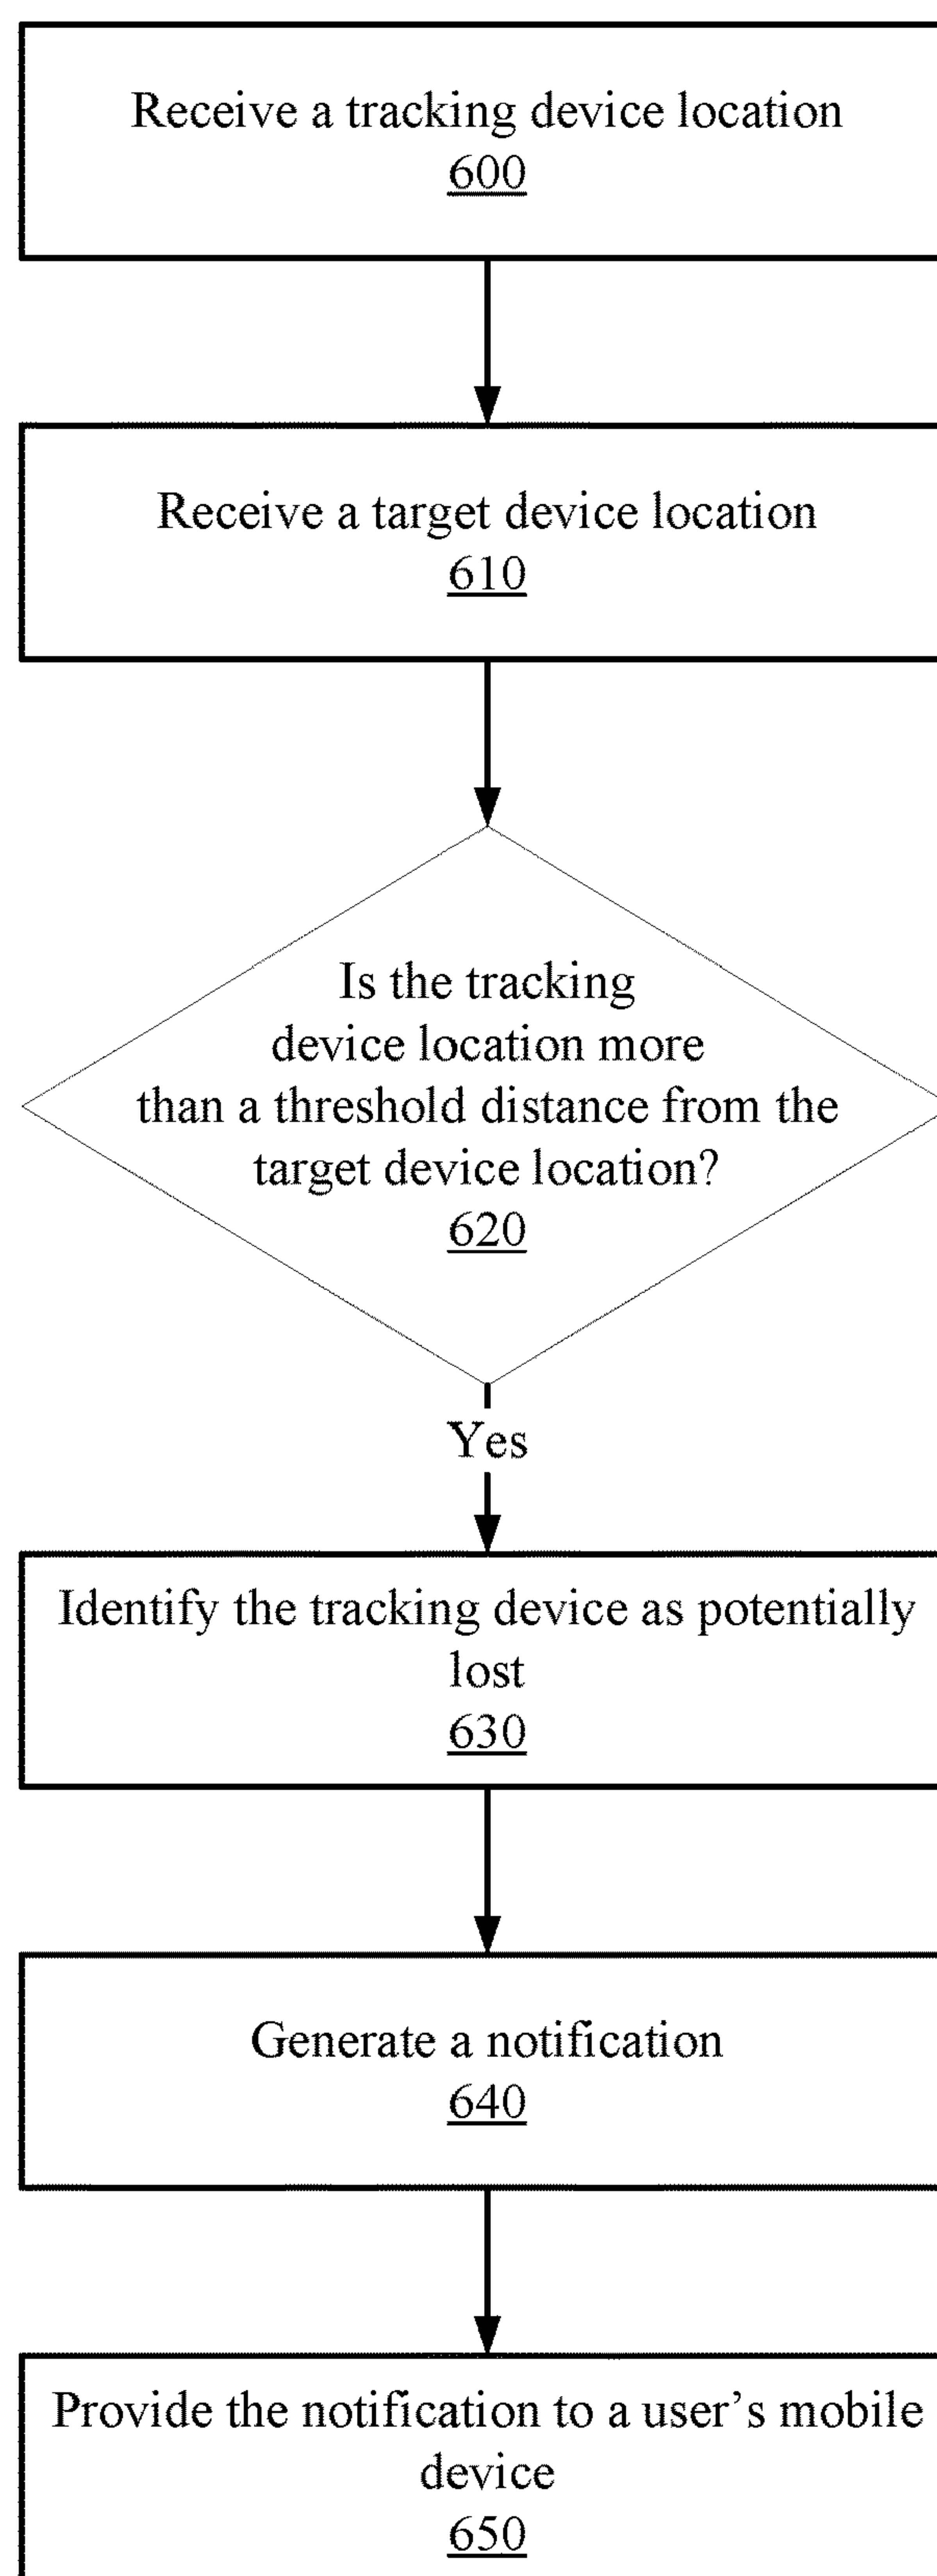 Receive a tracking device location
600
Receive a target device location
610
Is the tracking
device location more
than a threshold distance from the
target device location?
620
Yes
Identify the tracking device as potentially
lost
630
Generate a notification
640
Provide the notification to a user's mobile
device
650